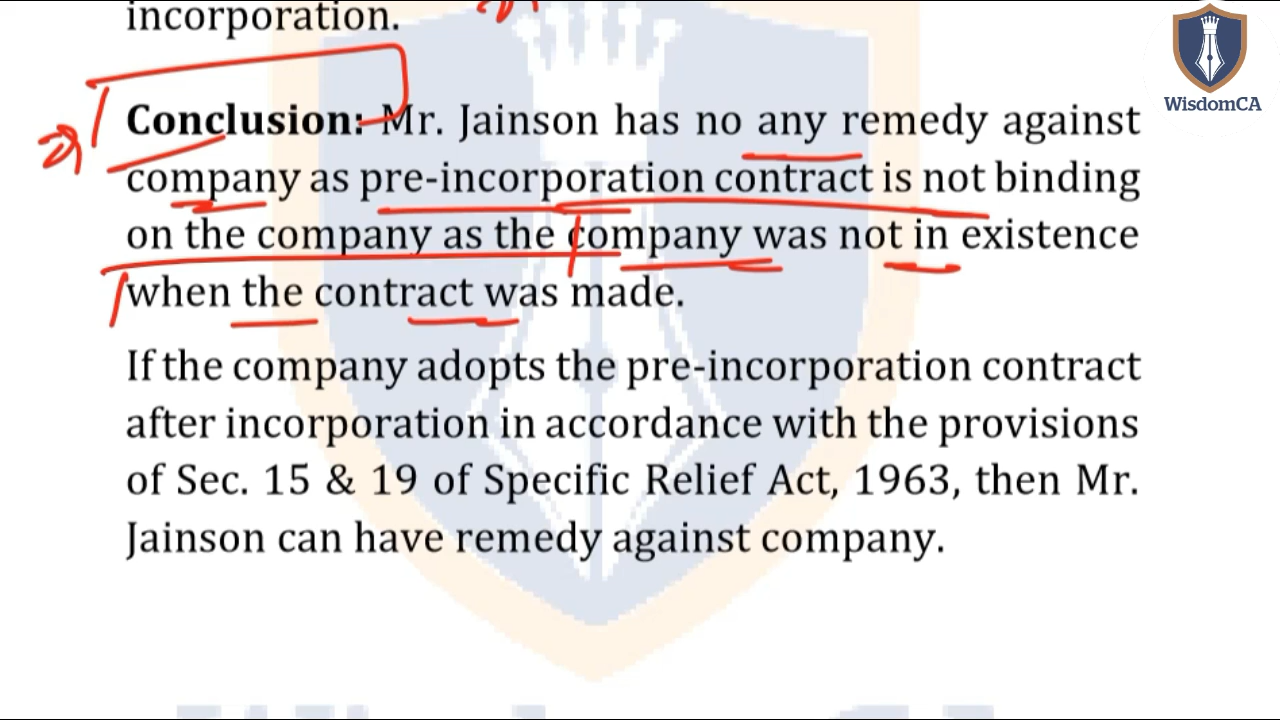 incorporation.
WisdomCA
Conclusion: Mr. Jainson has no any remedy against
company as pre-incorporation contract is not binding
on the company as the company was not in existence
when the contract was made.
If the company adopts the pre-incorporation contract
after incorporation in accordance with the provisions
of Sec. 15 & 19 of Specific Relief Act, 1963, then Mr.
Jainson can have remedy against company.